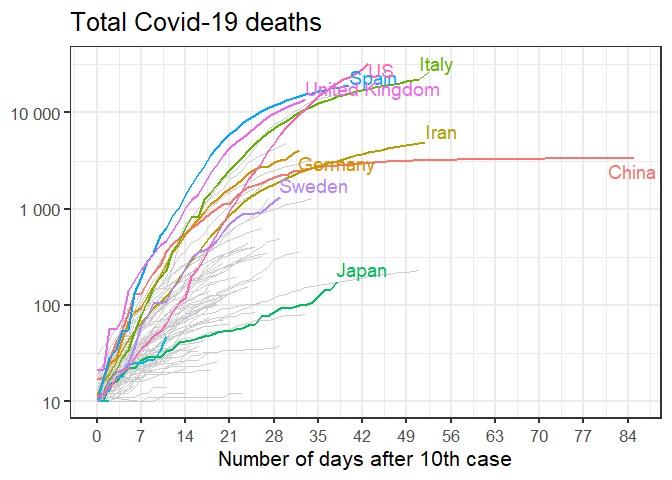 Total Covid-19 deaths
US
Italy
Spain
United Kingdom
10 000
Iran
Germany
China
Sweden
1 000
Japan
100
10
0 7 14 21 28 35 42 49 56 63 70 77 84
Number of days after 10th case